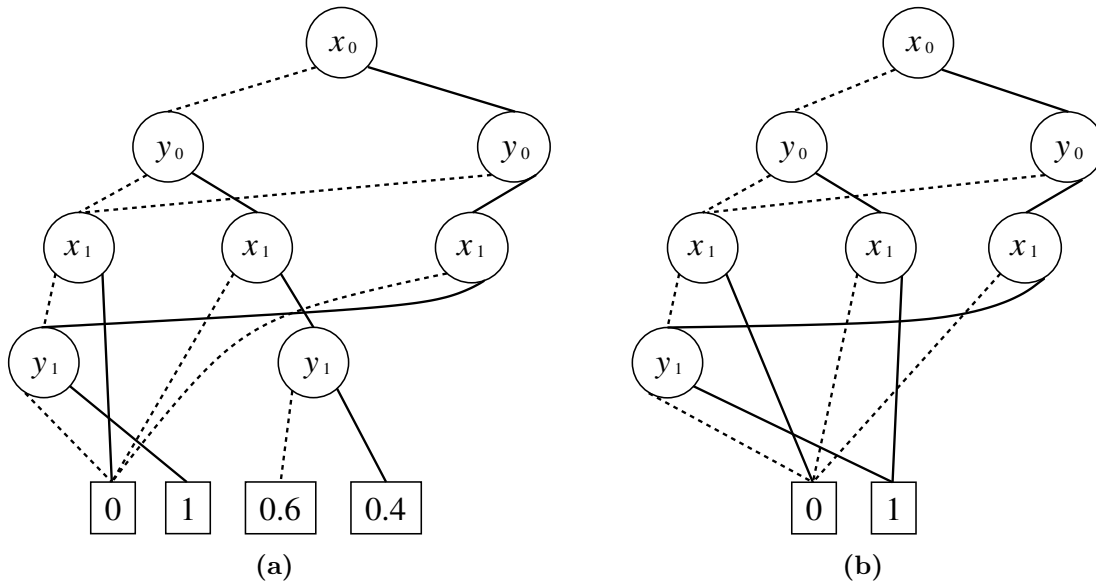 x₀ x₀
y₀ y₀ y₀ y₀
x₁ x₁ x₁ x₁ x₁ x₁
y₁ y₁ y₁
0 1 0.6 0.4 0 1
(a) (b)